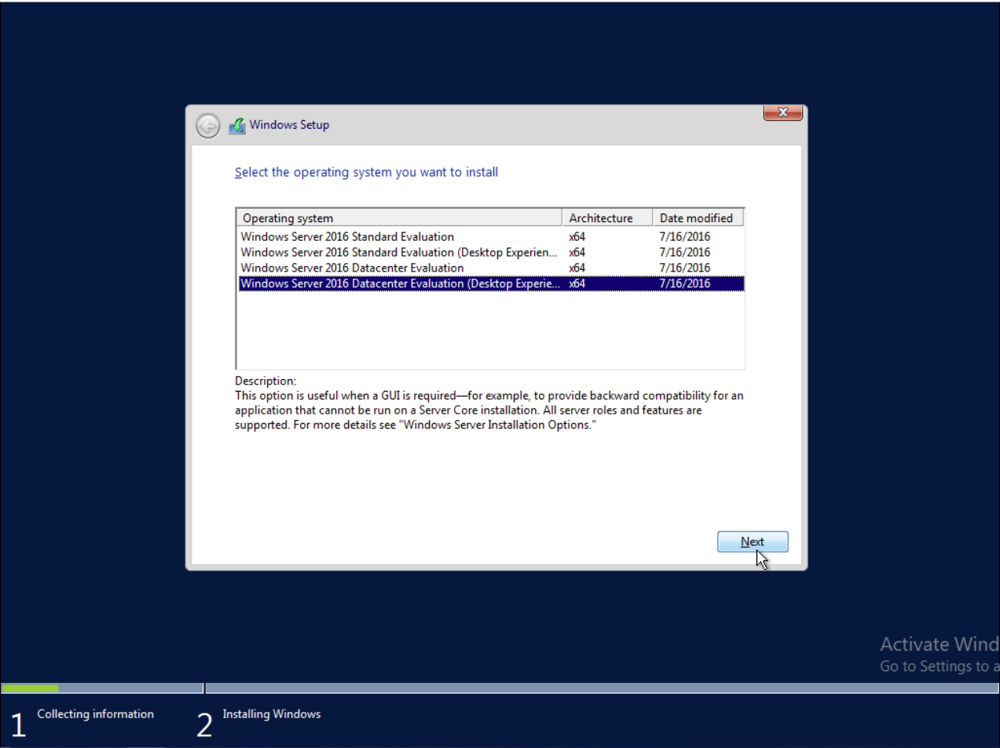 Windows Setup
Select the operating system you want to install
Operating system Architecture Date modified
Windows Server 2016 Standard Evaluation x64 7/16/2016
Windows Server 2016 Standard Evaluation (Desktop Experien... x64 7/16/2016
Windows Server 2016 Datacenter Evaluation x64 7/16/2016
Windows Server 2016 Datacenter Evaluation (Desktop Experie... x64 7/16/2016
Description:
This option is useful when a GUI is required—for example, to provide backward compatibility for an
application that cannot be run on a Server Core installation. All server roles and features are
supported. For more details see "Windows Server Installation Options."
Next
Activate Wind
Go to Settings to a
1 Collecting information 2 Installing Windows